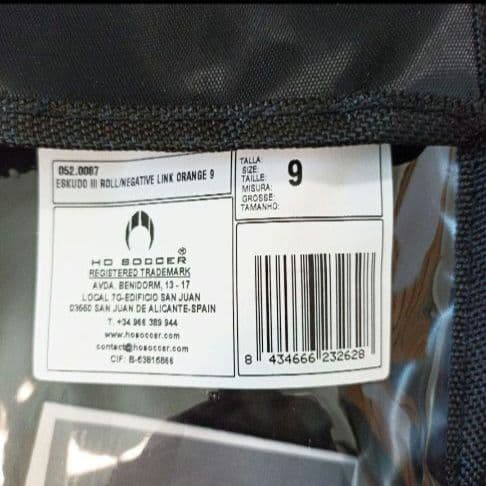 052.0087
ESKUDO III ROLL/NEGATIVE LINK ORANGE 9
HO SOCCER®
REGISTERED TRADEMARK
AVDA. BENIDORM, 13 - 17
LOCAL 7G-EDIFICIO SAN JUAN
03550 SAN JUAN DE ALICANTE-SPAIN
T. +34 966 389 944
www.hosoccer.com
contact@hosoccer.com
CIF: B-63815866
TALLA:
SIZE:
TAILLE:
MISURA:
GROSSE:
TAMANHO:
9
8 434666 232628